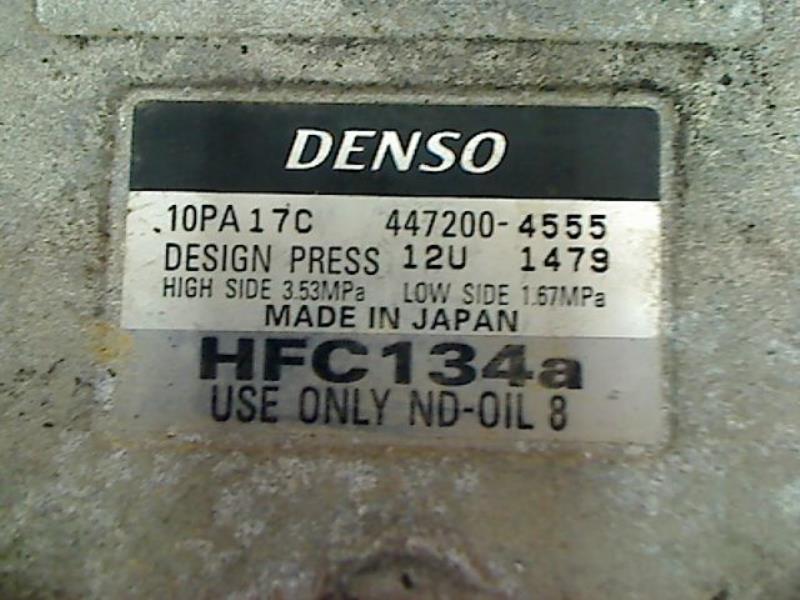 DENSO
10PA17C 447200-4555
DESIGN PRESS 12U 1479
HIGH SIDE 3.53MPa LOW SIDE 1.67MPa
MADE IN JAPAN
HFC134a
USE ONLY ND-OIL 8